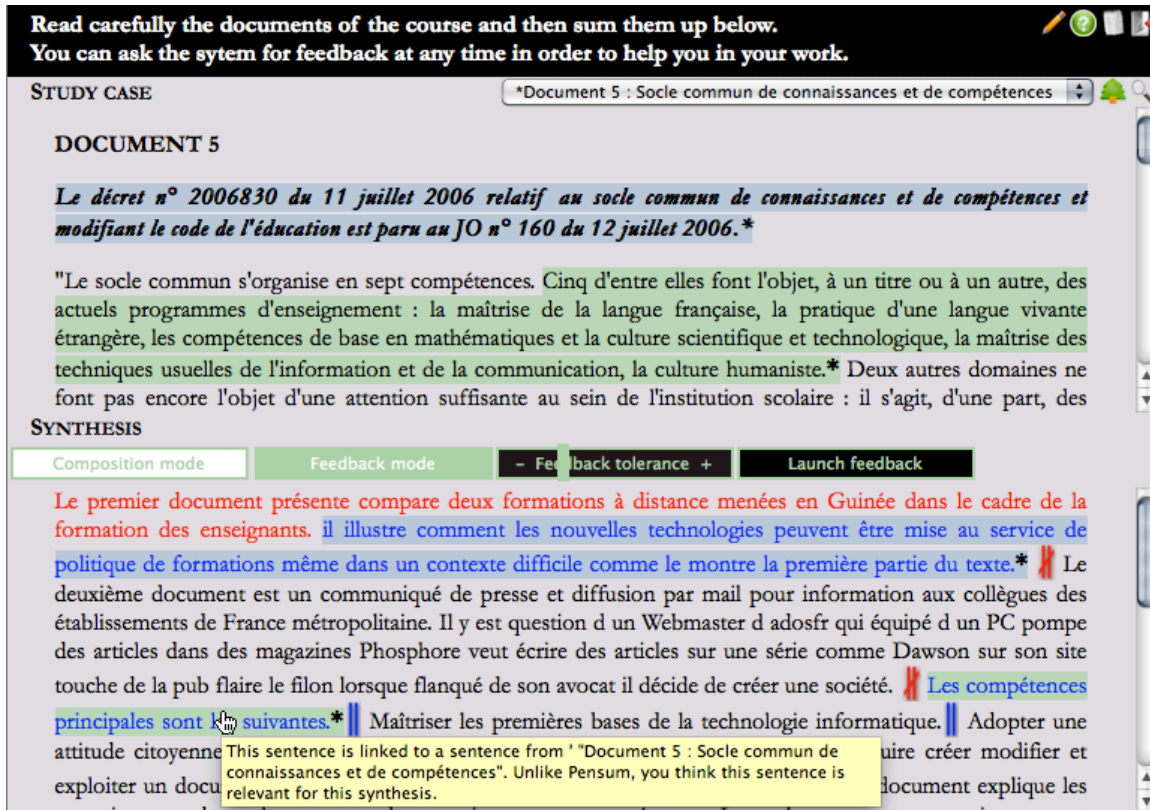 Read carefully the documents of the course and then sum them up below.
You can ask the sytem for feedback at any time in order to help you in your work.
STUDY CASE
*Document 5 : Socle commun de connaissances et de compétences
DOCUMENT 5
Le décret n° 2006830 du 11 juillet 2006 relatif au socle commun de connaissances et de compétences et
modifiant le code de l'éducation est paru au JO n° 160 du 12 juillet 2006.*
"Le socle commun s'organise en sept compétences. Cinq d'entre elles font l'objet, à un titre ou à un autre, des
actuels programmes d'enseignement : la maîtrise de la langue française, la pratique d'une langue vivante
étrangère, les compétences de base en mathématiques et la culture scientifique et technologique, la maîtrise des
techniques usuelles de l'information et de la communication, la culture humaniste.* Deux autres domaines ne
font pas encore l'objet d'une attention suffisante au sein de l'institution scolaire : il s'agit, d'une part, des
SYNTHESIS
Composition mode
Feedback mode
- Feedback tolerance +
Launch feedback
Le premier document présente compare deux formations à distance menées en Guinée dans le cadre de la
formation des enseignants. il illustre comment les nouvelles technologies peuvent être mise au service de
politique de formations même dans un contexte difficile comme le montre la première partie du texte.* Le
deuxième document est un communiqué de presse et diffusion par mail pour information aux collègues des
établissements de France métropolitaine. Il y est question d un Webmaster d adosfr qui équipé d un PC pompe
des articles dans des magazines Phosphore veut écrire des articles sur une série comme Dawson sur son site
touche de la pub flaire le filon lorsque flanqué de son avocat il décide de créer une société. Les compétences
principales sont suivantes.* Maîtriser les premières bases de la technologie informatique. Adopter une
attitude citoyenne uire créer modifier et
exploiter un docu document explique les
This sentence is linked to a sentence from ' "Document 5 : Socle commun de
connaissances et de compétences". Unlike Pensum, you think this sentence is
relevant for this synthesis.